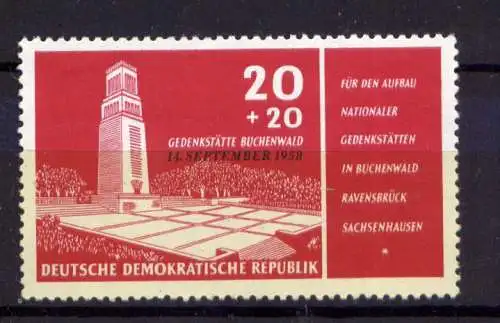 20
+ 20
GEDENKSTÄTTE BUCHENWALD
14. SEPTEMBER 1958
DEUTSCHE DEMOKRATISCHE REPUBLIK
FÜR DEN AUFBAU
NATIONALER
GEDENKSTÄTTEN
IN BUCHENWALD
RAVENSBRÜCK
SACHSENHAUSEN
*